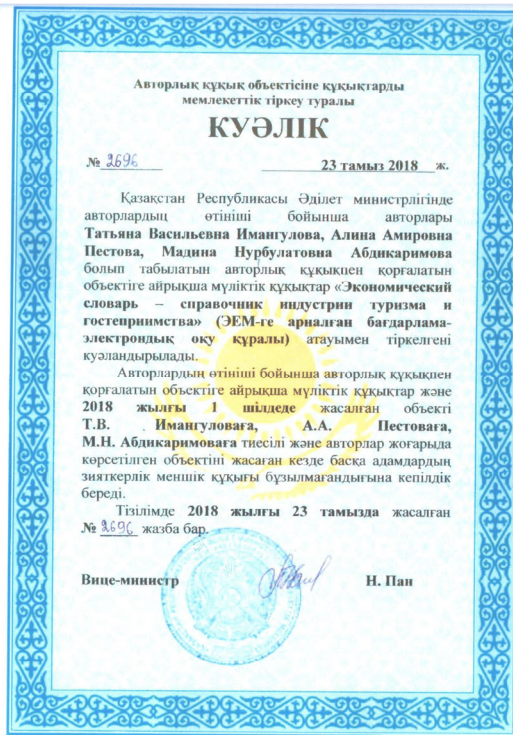 Авторлық құқық объектісіне құқықтарды
мемлекеттік тіркеу туралы
КУӘЛІК
№ 2696 23 тамыз 2018 ж.
Қазақстан Республикасы Әділет министрлігінде
авторлардың өтініші бойынша авторлары
Татьяна Васильевна Имангулова, Алина Амировна
Пестова, Мадина Нурбулатовна Абдикаримова
болып табылатын авторлық құқықпен қорғалатын
объектіге айрықша мүліктік құқықтар «Экономический
словарь – справочник индустрии туризма и
гостеприимства» (ЭЕМ-ге арналған бағдарлама-
электрондық оқу құралы) атауымен тіркелгені
куәландырылады.
Авторлардың өтініші бойынша авторлық құқықпен
қорғалатын объектіге айрықша мүліктік құқықтар және
2018 жылғы 1 шілдеде жасалған объекті
Т.В. Имангуловаға, А.А. Пестоваға,
М.Н. Абдикаримоваға тиесілі және авторлар жоғарыда
көрсетілген объектіні жасаған кезде басқа адамдардың
зияткерлік меншік құқығы бұзылмағандығына кепілдік
береді.
Тізілімде 2018 жылғы 23 тамызда жасалған
№ 2696 жазба бар.
Вице-министр Н. Пан